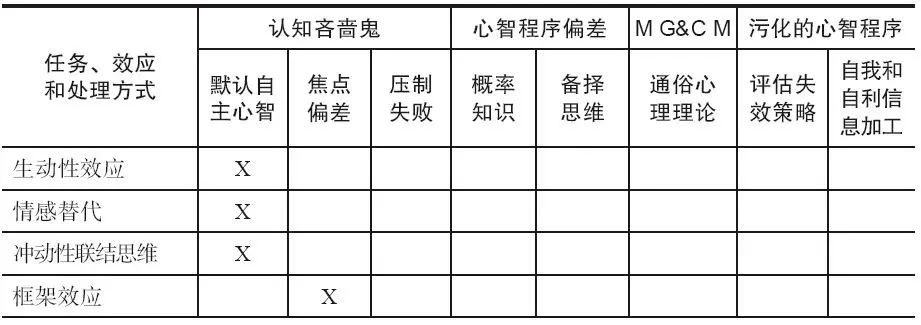 认知吝啬鬼 心智程序偏差 M G&C M 污化的心智程序
任务、效应
和处理方式
默认自
主心智
焦点
偏差
压制
失败
概率
知识
备择
思维
通俗心
理理论
评估失
效策略
自我和
自利信
息加工
生动性效应 X
情感替代 X
冲动性联结思维 X
框架效应 X